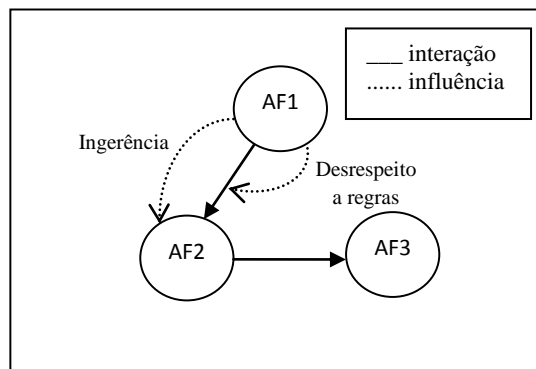 ___ interação
...... influência
AF1
Ingerência
Desrespeito
a regras
AF2
AF3